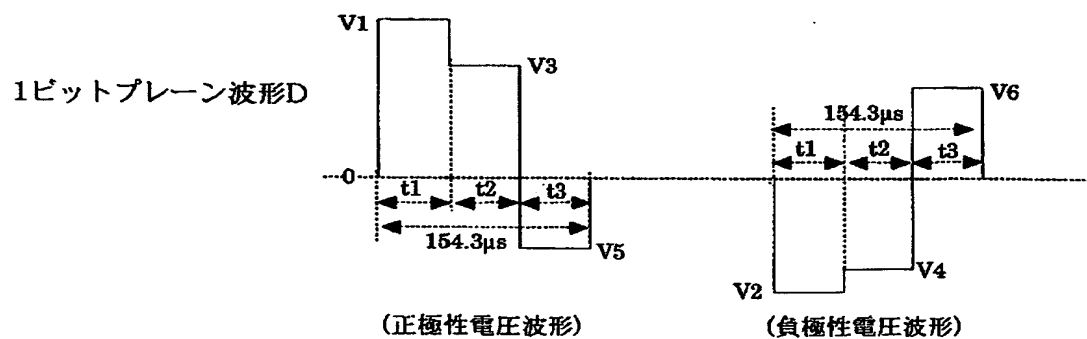 1ビットプレーン波形D
V1
V3
0
t1
t2
t3
154.3μs
V5
(正極性電圧波形)
V6
154.3μs
t1
t2
t3
V4
V2
(負極性電圧波形)